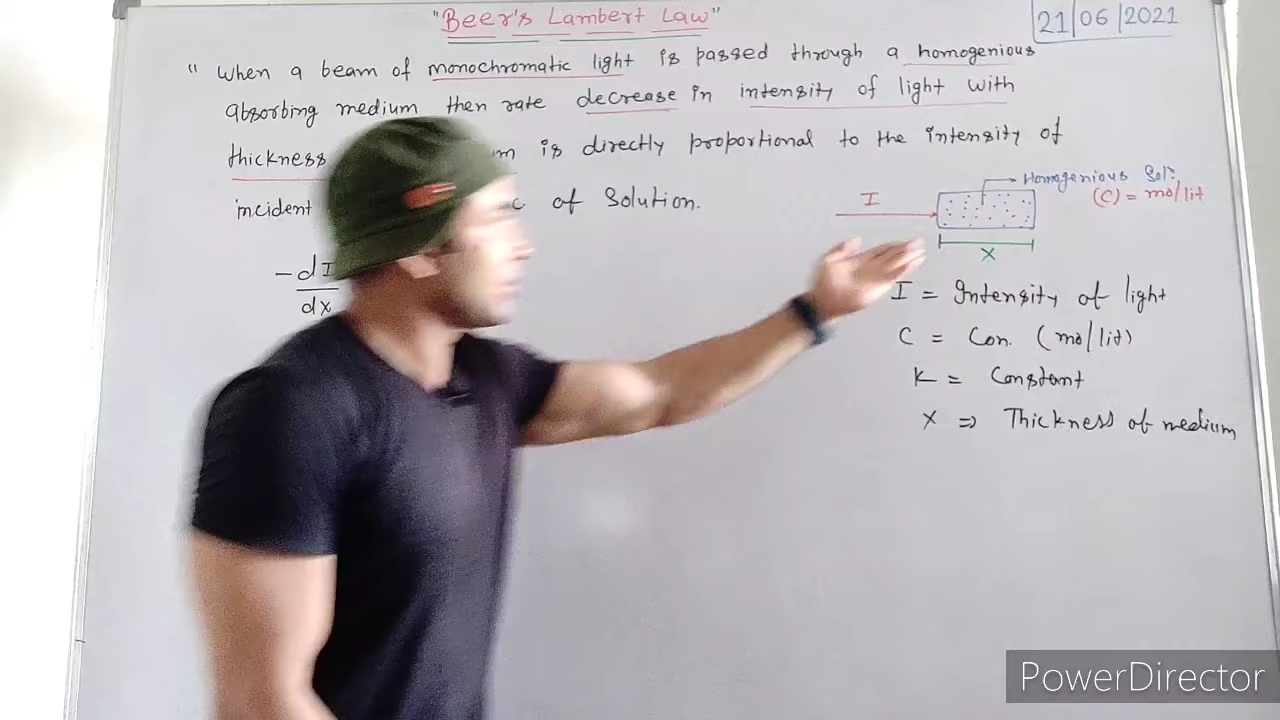 "Beer's Lambert Law"
21/06/2021
" When a beam of monochromatic light is passed through a homogenious
absorbing medium then rate decrease in intensity of light with
thickness is directly proportional to the intensity of
incident of Solution.
I
Homogenious Sol:
(C) = mo/lit
X
-dI
dx
I = Intensity of light
C = Con. (mo/lit)
K = Constant
X ⇒ Thickness of medium
PowerDirector